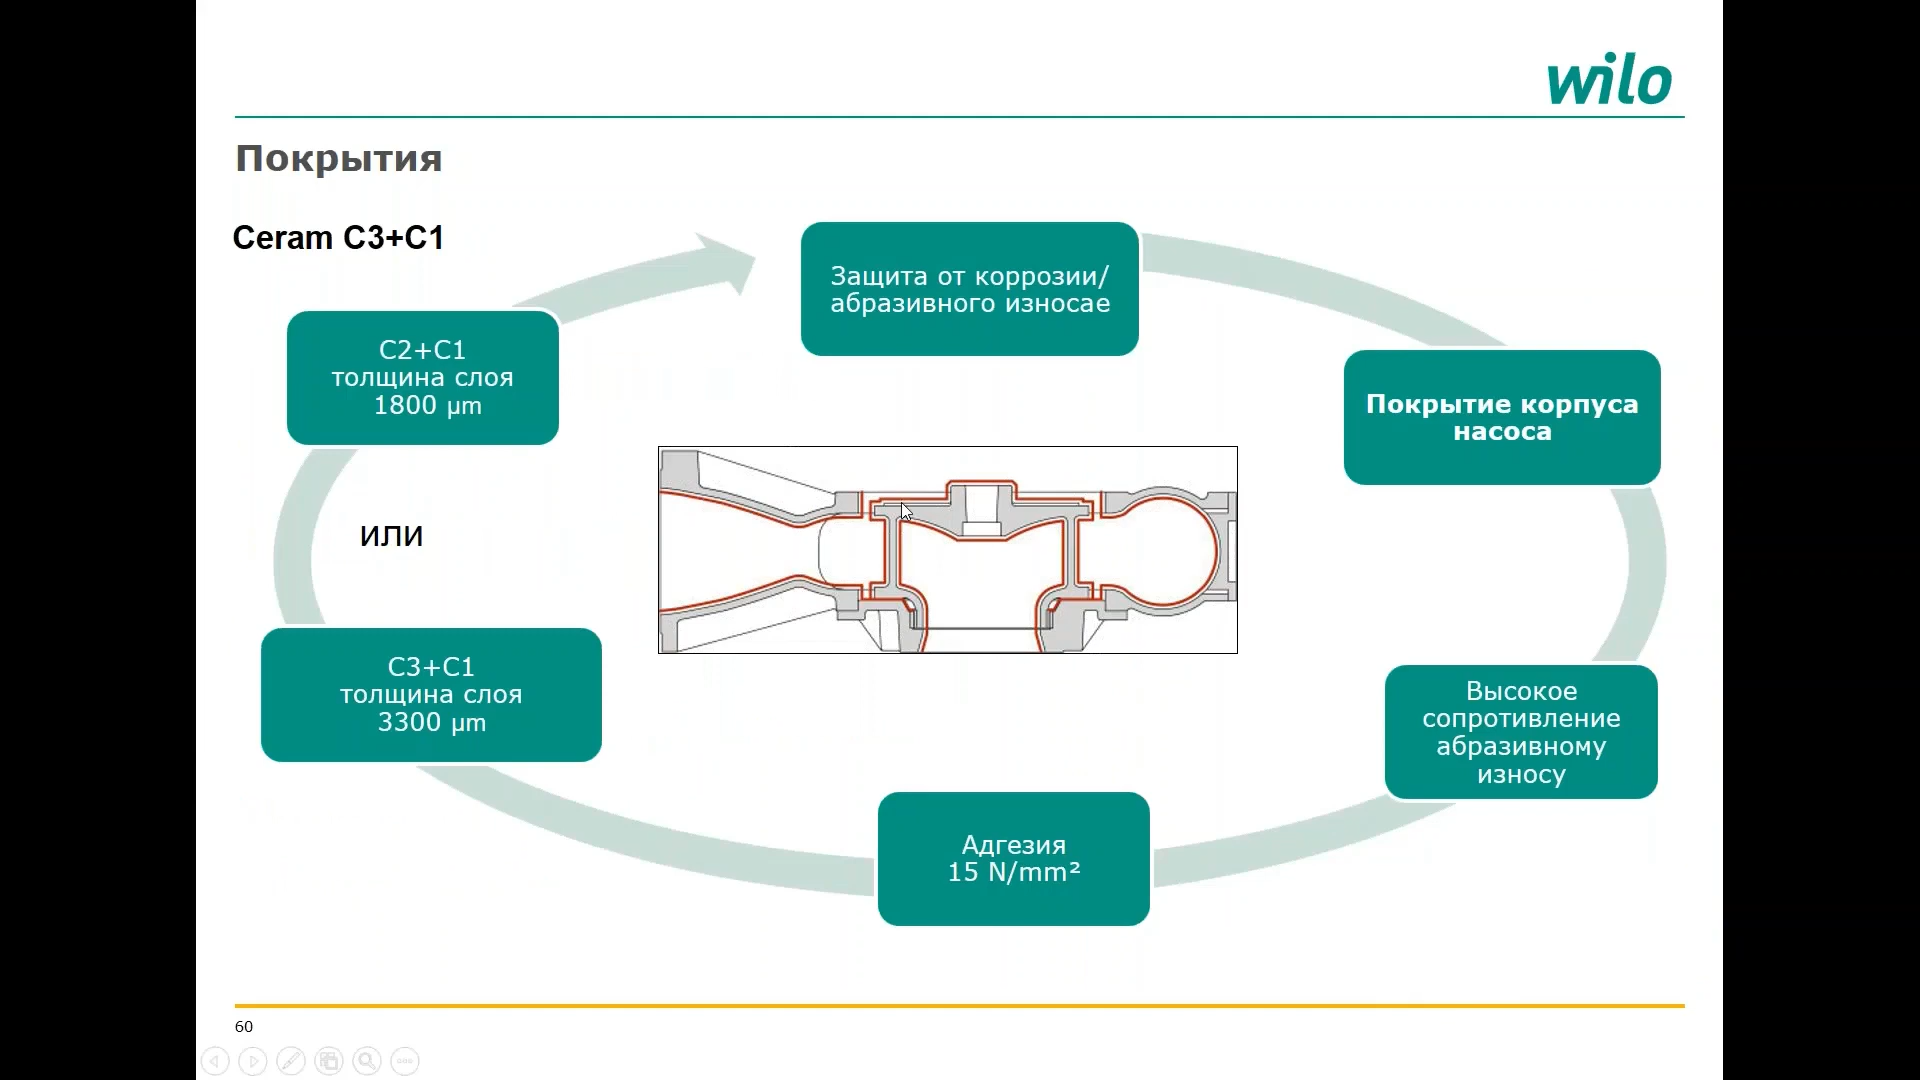 wilo
Покрытия
Ceram C3+C1
Защита от коррозии/
абразивного износае
Покрытие корпуса
насоса
Высокое
сопротивление
абразивному
износу
Адгезия
15 N/mm²
C3+C1
толщина слоя
3300 µm
или
C2+C1
толщина слоя
1800 µm
60